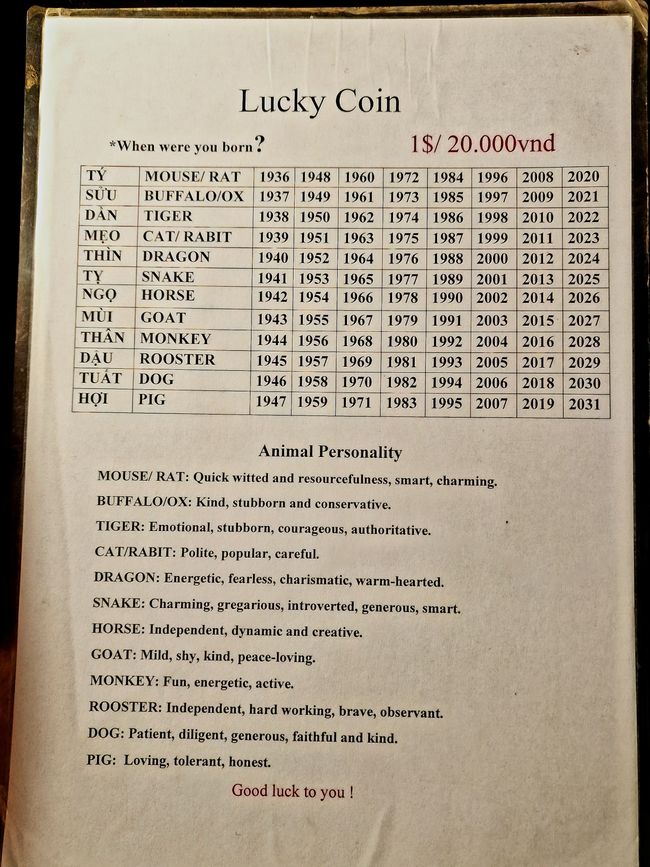 Lucky Coin
*When were you born? 1$/ 20.000vnd
TÝ MOUSE/ RAT 1936 1948 1960 1972 1984 1996 2008 2020
SỬU BUFFALO/OX 1937 1949 1961 1973 1985 1997 2009 2021
DẦN TIGER 1938 1950 1962 1974 1986 1998 2010 2022
MẸO CAT/ RABIT 1939 1951 1963 1975 1987 1999 2011 2023
THÌN DRAGON 1940 1952 1964 1976 1988 2000 2012 2024
TỴ SNAKE 1941 1953 1965 1977 1989 2001 2013 2025
NGỌ HORSE 1942 1954 1966 1978 1990 2002 2014 2026
MÙI GOAT 1943 1955 1967 1979 1991 2003 2015 2027
THÂN MONKEY 1944 1956 1968 1980 1992 2004 2016 2028
DẬU ROOSTER 1945 1957 1969 1981 1993 2005 2017 2029
TUẤT DOG 1946 1958 1970 1982 1994 2006 2018 2030
HỢI PIG 1947 1959 1971 1983 1995 2007 2019 2031
Animal Personality
MOUSE/ RAT: Quick witted and resourcefulness, smart, charming.
BUFFALO/OX: Kind, stubborn and conservative.
TIGER: Emotional, stubborn, courageous, authoritative.
CAT/RABIT: Polite, popular, careful.
DRAGON: Energetic, fearless, charismatic, warm-hearted.
SNAKE: Charming, gregarious, introverted, generous, smart.
HORSE: Independent, dynamic and creative.
GOAT: Mild, shy, kind, peace-loving.
MONKEY: Fun, energetic, active.
ROOSTER: Independent, hard working, brave, observant.
DOG: Patient, diligent, generous, faithful and kind.
PIG: Loving, tolerant, honest.
Good luck to you !